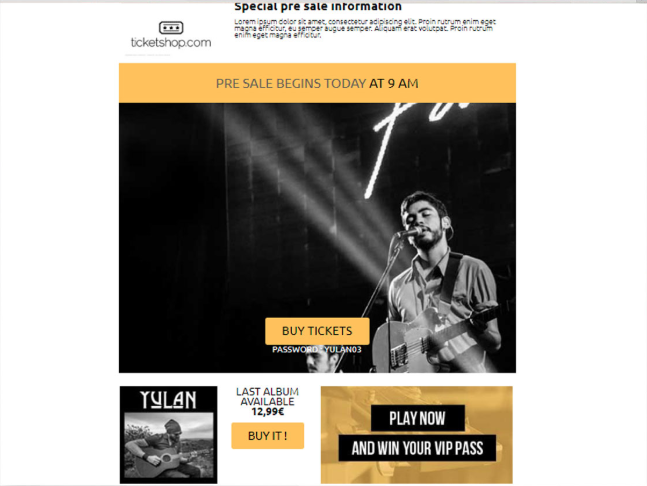 Special pre sale information
Lorem ipsum dolor sit amet, consectetur adipiscing elit. Proin rutrum enim eget
magna efficitur, eu semper augue semper. Aliquam erat volutpat. Proin rutrum
enim eget magna efficitur.
ticketshop.com
PRE SALE BEGINS TODAY AT 9 AM
BUY TICKETS
PASSWORD: YULAN03
YULAN
LAST ALBUM
AVAILABLE
12,99€
BUY IT !
PLAY NOW
AND WIN YOUR VIP PASS